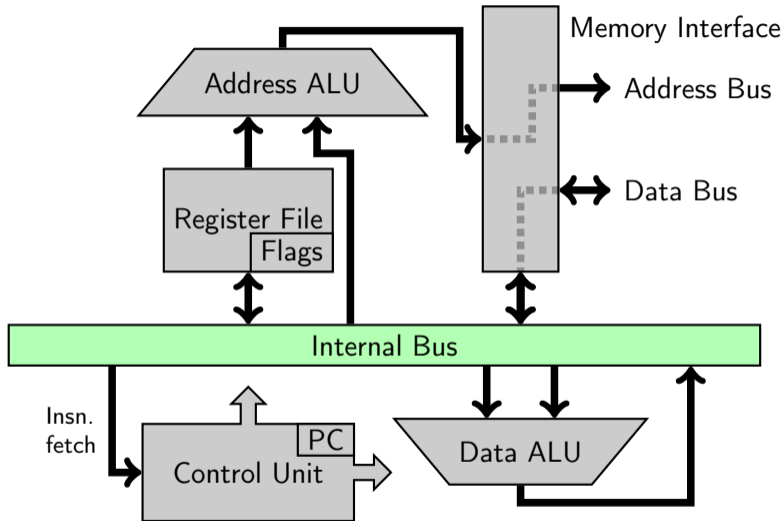 Memory Interface
Address ALU
Address Bus
Data Bus
Register File
Flags
Internal Bus
Insn.
fetch
PC
Control Unit
Data ALU